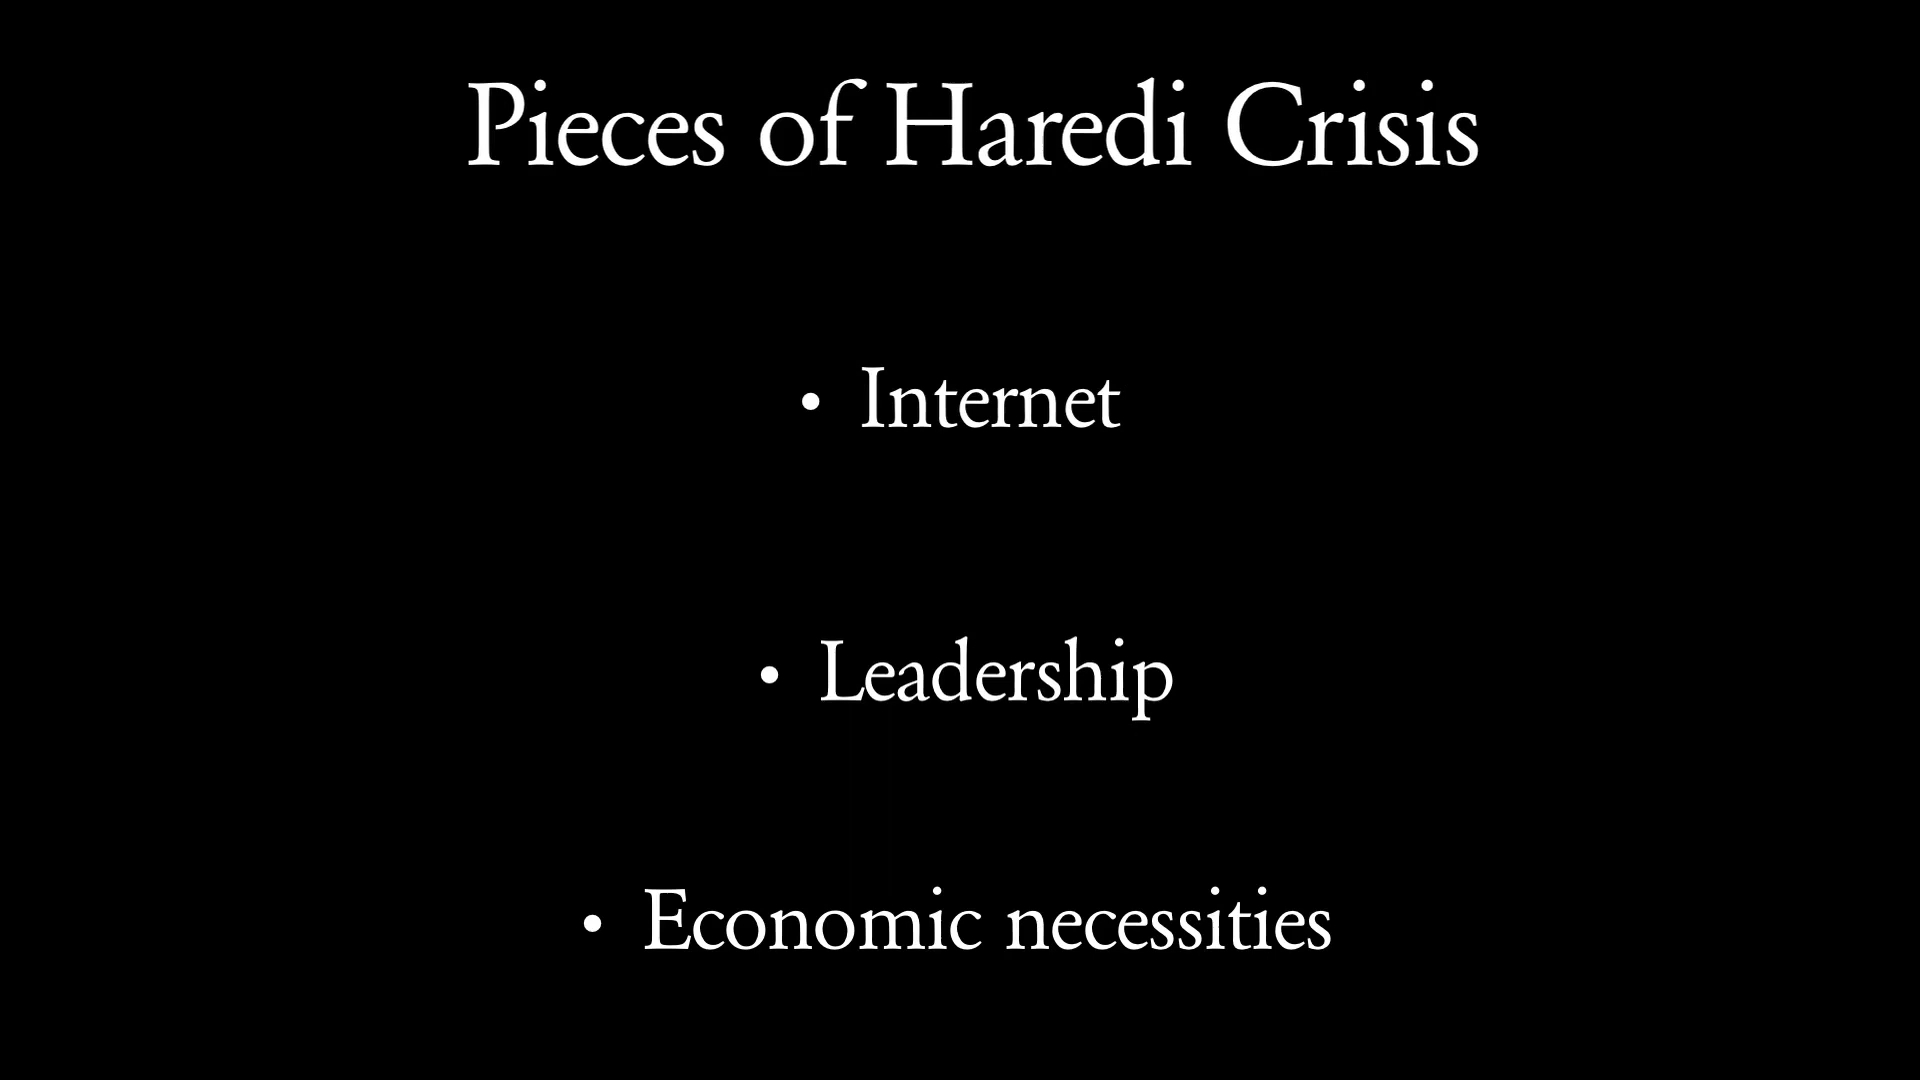 Pieces of Haredi Crisis
• Internet
• Leadership
• Economic necessities